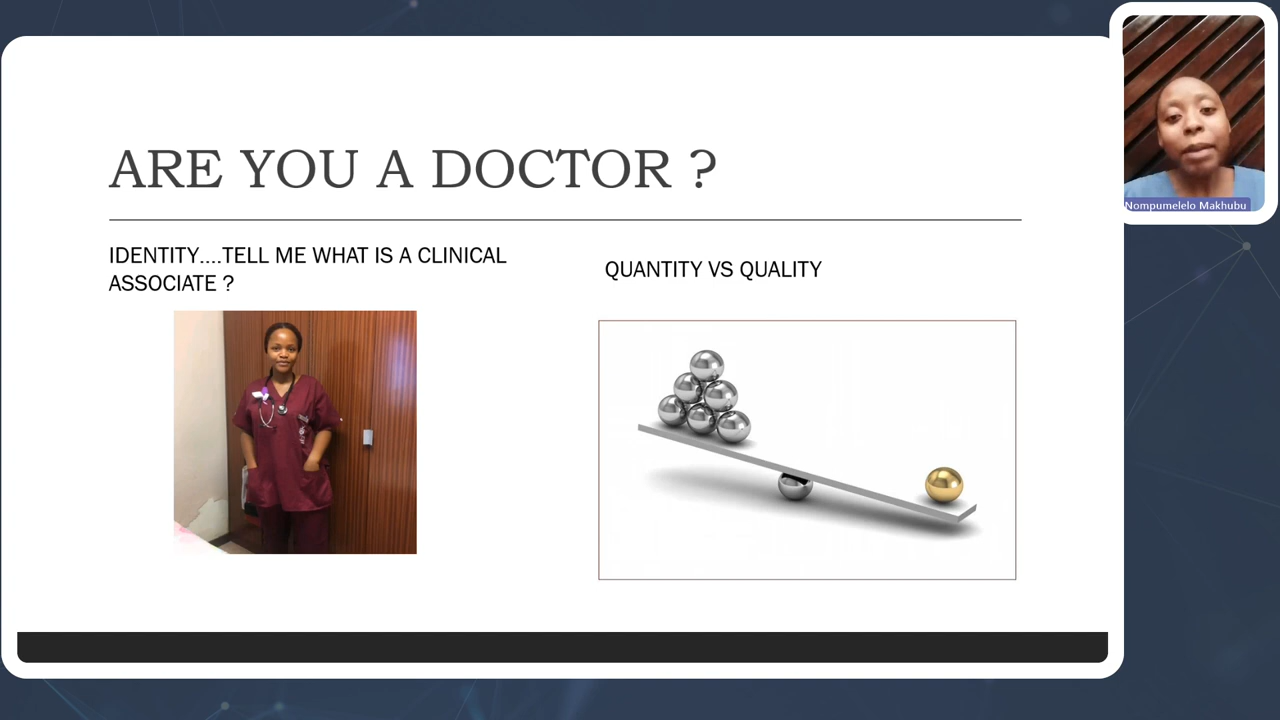 ARE YOU A DOCTOR ?
IDENTITY....TELL ME WHAT IS A CLINICAL
ASSOCIATE ?
QUANTITY VS QUALITY
Nompumelelo Makhubu